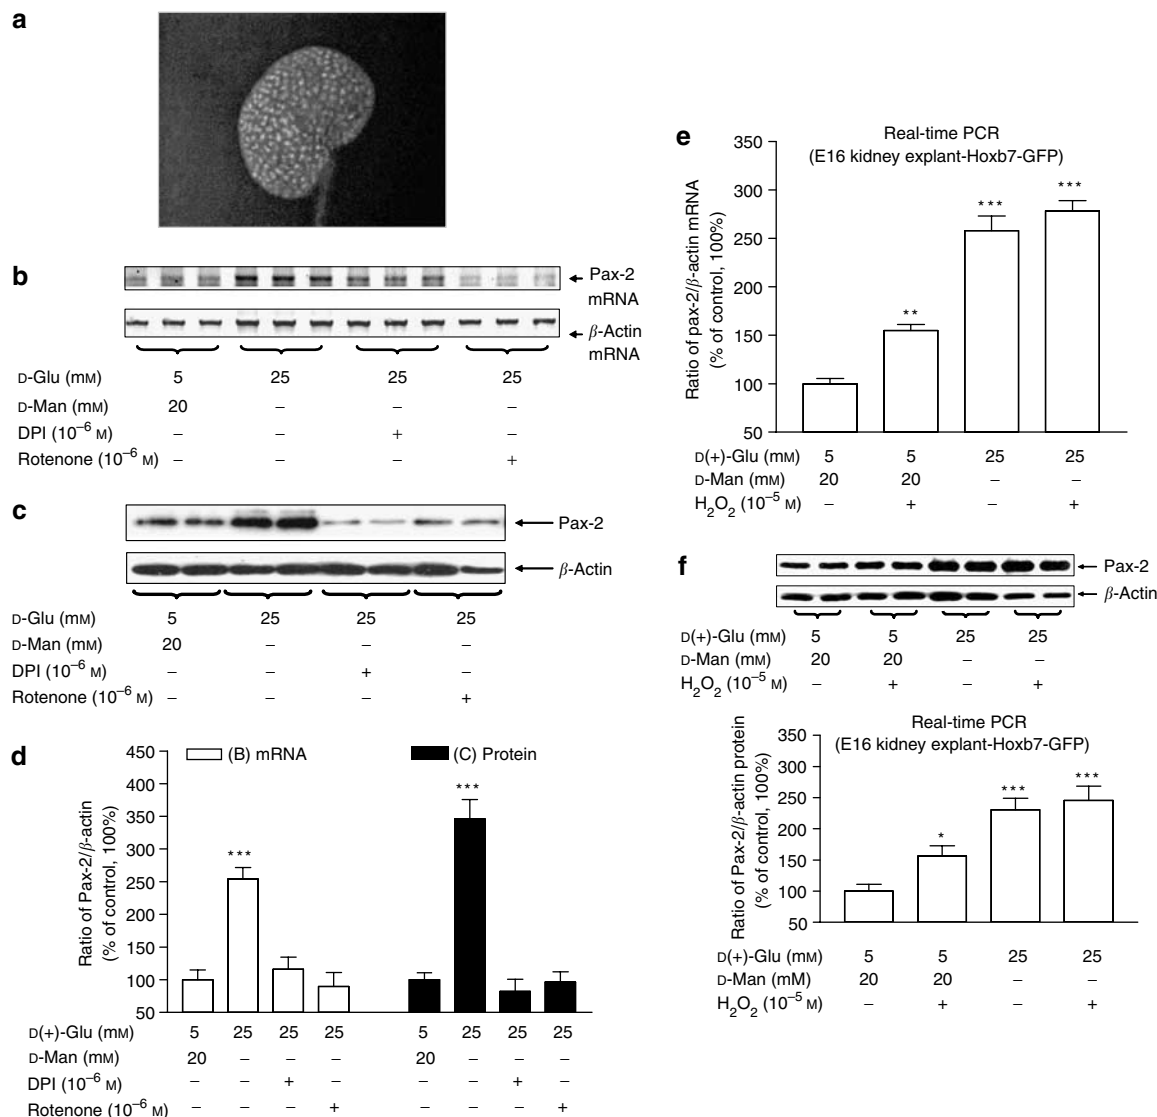 a
b
Pax-2
mRNA
β-Actin
mRNA
D-Glu (mM) 5 25 25 25
D-Man (mM) 20 – – –
DPI (10⁻⁶ M) – – + –
Rotenone (10⁻⁶ M) – – – +
c
Pax-2
β-Actin
D-Glu (mM) 5 25 25 25
D-Man (mM) 20 – – –
DPI (10⁻⁶ M) – – + –
Rotenone (10⁻⁶ M) – – – +
d
(B) mRNA (C) Protein
Ratio of Pax-2/β-actin
(% of control, 100%)
450
400
350
300
250
200
150
100
50
*** ***
D(+)-Glu (mM) 5 25 25 25 5 25 25 25
D-Man (mM) 20 – – – 20 – – –
DPI (10⁻⁶ M) – – + – – – + –
Rotenone (10⁻⁶ M) – – – + – – – +
e
Real-time PCR
(E16 kidney explant-Hoxb7-GFP)
Ratio of pax-2/β-actin mRNA
(% of control, 100%)
350
300
250
200
150
100
50
** *** ***
D(+)-Glu (mM) 5 5 25 25
D-Man (mM) 20 20 – –
H₂O₂ (10⁻⁵ M) – + – +
f
Pax-2
β-Actin
D(+)-Glu (mM) 5 5 25 25
D-Man (mM) 20 20 – –
H₂O₂ (10⁻⁵ M) – + – +
Real-time PCR
(E16 kidney explant-Hoxb7-GFP)
Ratio of Pax-2/β-actin protein
(% of control, 100%)
350
300
250
200
150
100
50
* *** ***
D(+)-Glu (mM) 5 5 25 25
D-Man (mM) 20 20 – –
H₂O₂ (10⁻⁵ M) – + – +